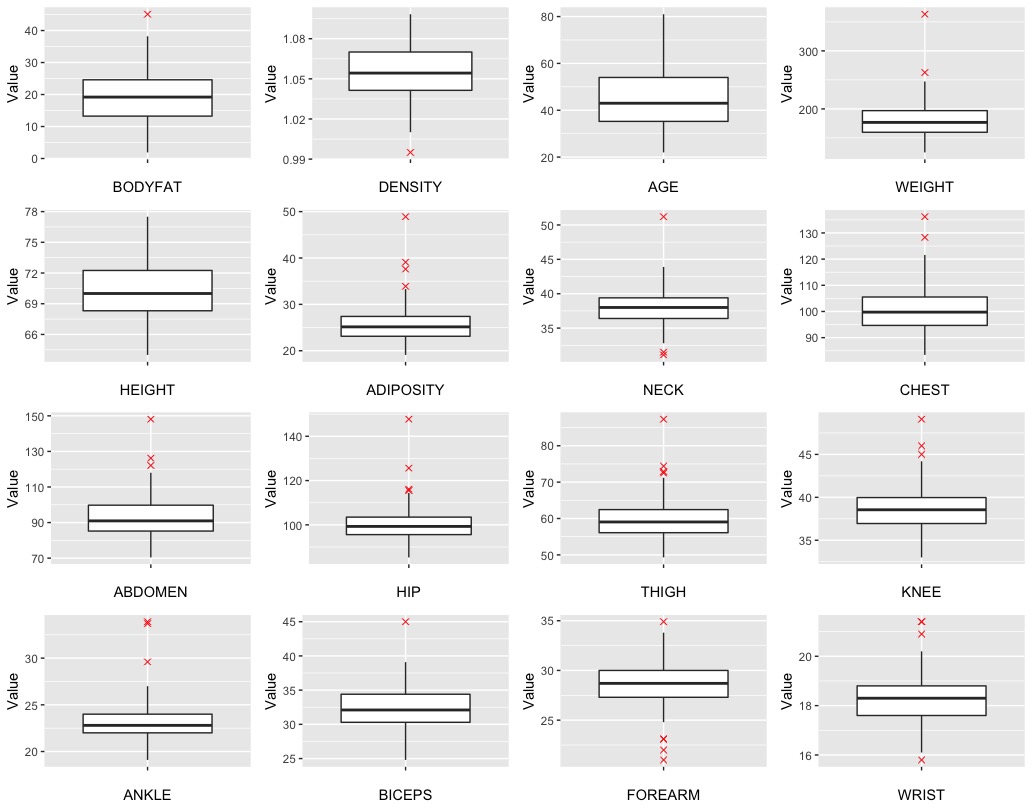 Value
40
30
20
10
0
BODYFAT
Value
1.08
1.05
1.02
0.99
DENSITY
Value
80
60
40
20
AGE
Value
300
200
WEIGHT
Value
78
75
72
69
66
HEIGHT
Value
50
40
30
20
ADIPOSITY
Value
50
45
40
35
NECK
Value
130
120
110
100
90
CHEST
Value
150
130
110
90
70
ABDOMEN
Value
140
120
100
HIP
Value
80
70
60
50
THIGH
Value
45
40
35
KNEE
Value
30
25
20
ANKLE
Value
45
40
35
30
25
BICEPS
Value
35
30
25
FOREARM
Value
20
18
16
WRIST